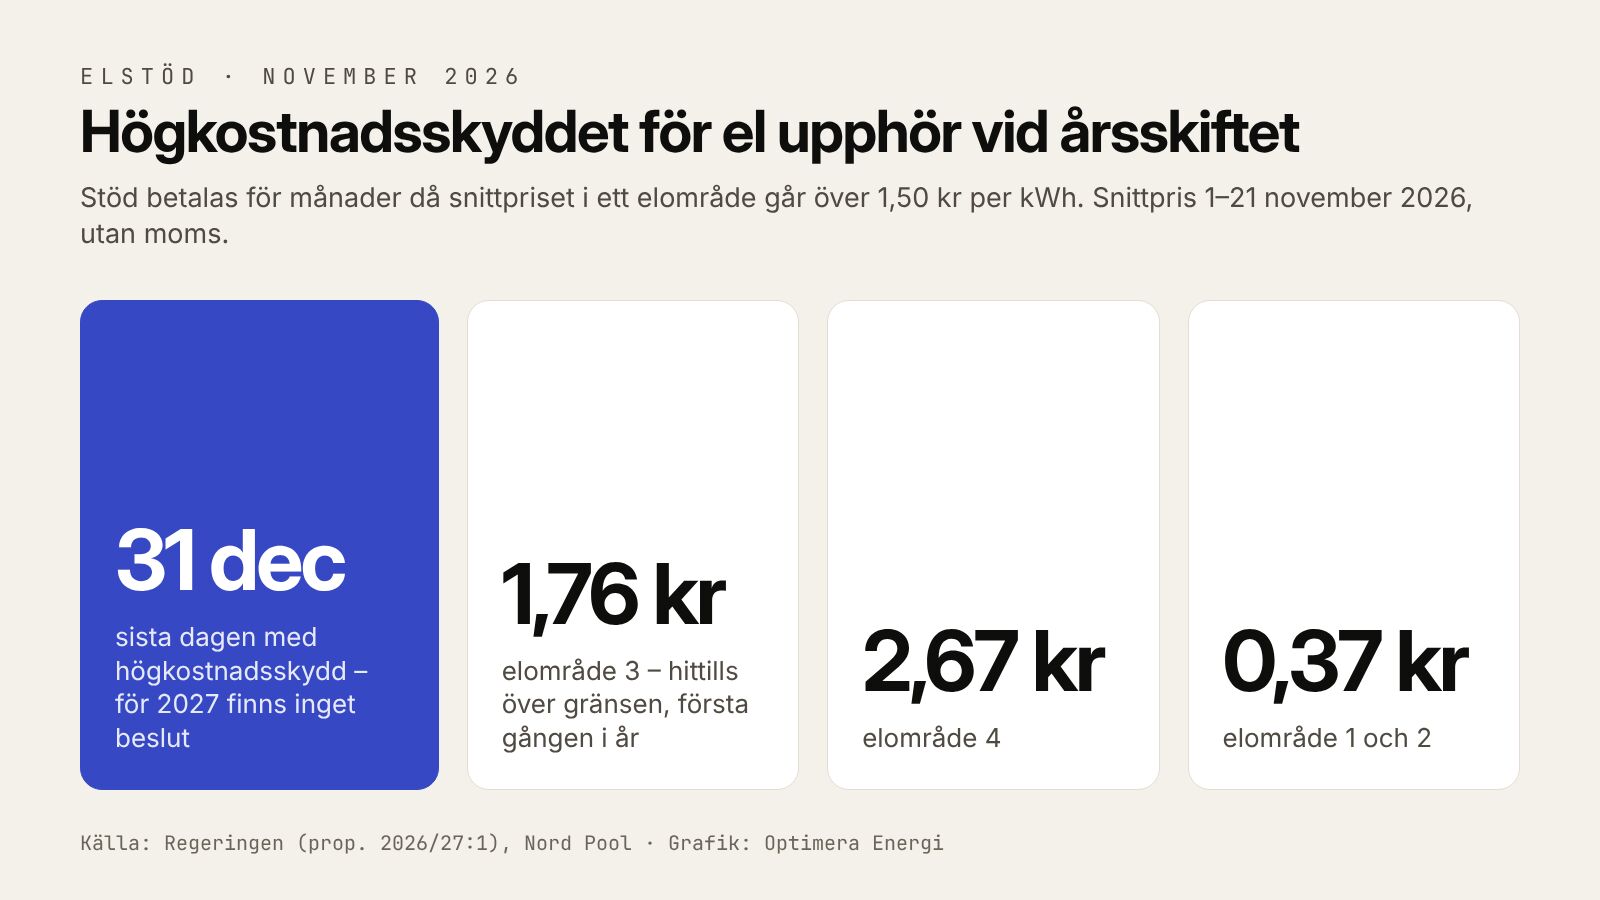 ELSTÖD · NOVEMBER 2026
Högkostnadsskyddet för el upphör vid årsskiftet
Stöd betalas för månader då snittpriset i ett elområde går över 1,50 kr per kWh. Snittpris 1–21 november 2026,
utan moms.
31 dec
sista dagen med
högkostnadsskydd –
för 2027 finns inget
beslut
1,76 kr
elområde 3 – hittills
över gränsen, första
gången i år
2,67 kr
elområde 4
0,37 kr
elområde 1 och 2
Källa: Regeringen (prop. 2026/27:1), Nord Pool · Grafik: Optimera Energi